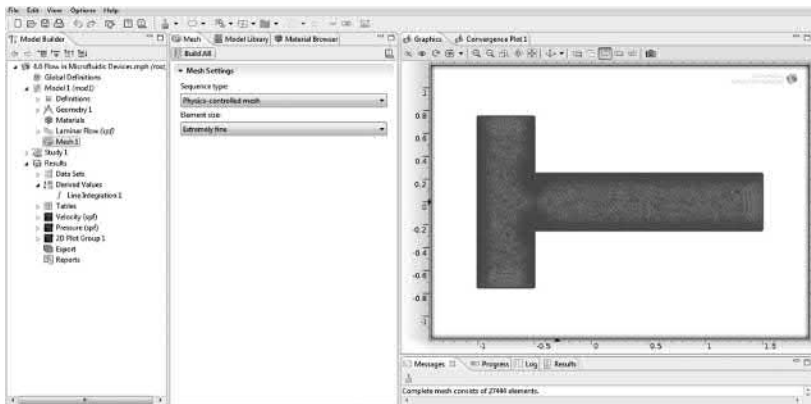 File Edit View Options Help
Model Builder
4.0 Flow in Microfluidic Devices.mph (root)
Global Definitions
Model 1 (mod1)
Definitions
Geometry 1
Materials
Laminar Flow (spf)
Mesh 1
Study 1
Results
Data Sets
Derived Values
Line Integration 1
Tables
Velocity (spf)
Pressure (spf)
2D Plot Group 1
Export
Reports
Mesh Model Library Material Browser
Build All
Mesh Settings
Sequence type:
Physics-controlled mesh
Element size:
Extremely fine
Graphics Convergence Plot 1
1
0.8
0.6
0.4
0.2
0
-0.2
-0.4
-0.6
-0.8
-1
-1 -0.5 0 0.5 1 1.5
Messages Progress Log Results
Complete mesh consists of 27444 elements.